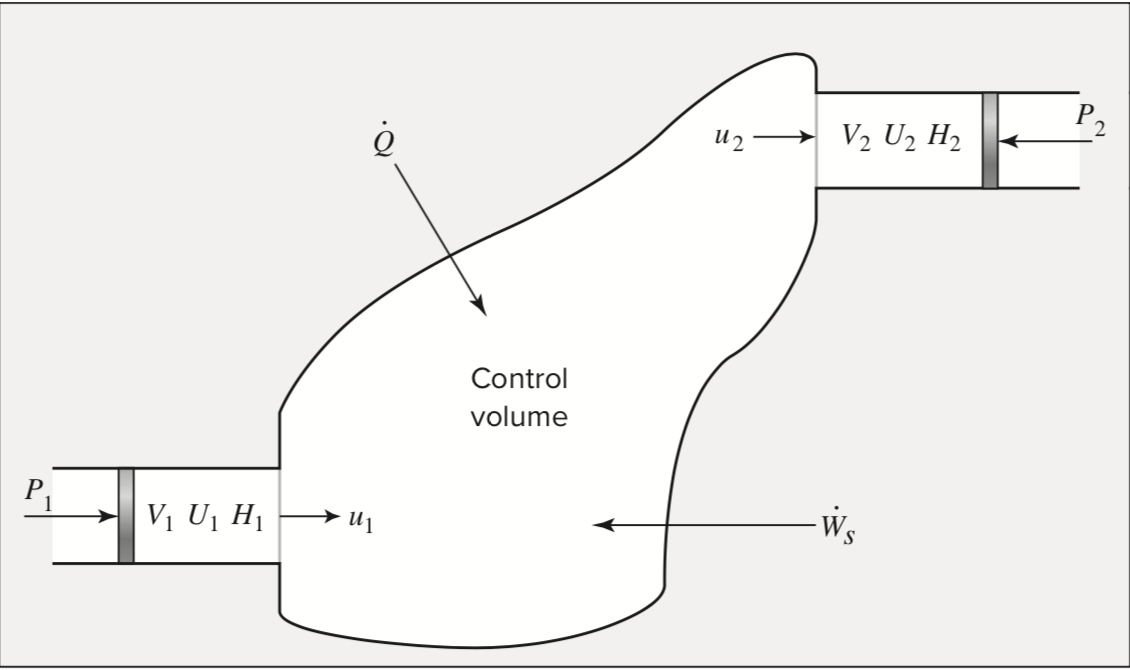 Q̇
u₂
V₂ U₂ H₂
P₂
Control
volume
P₁
V₁ U₁ H₁
u₁
Ẇₛ